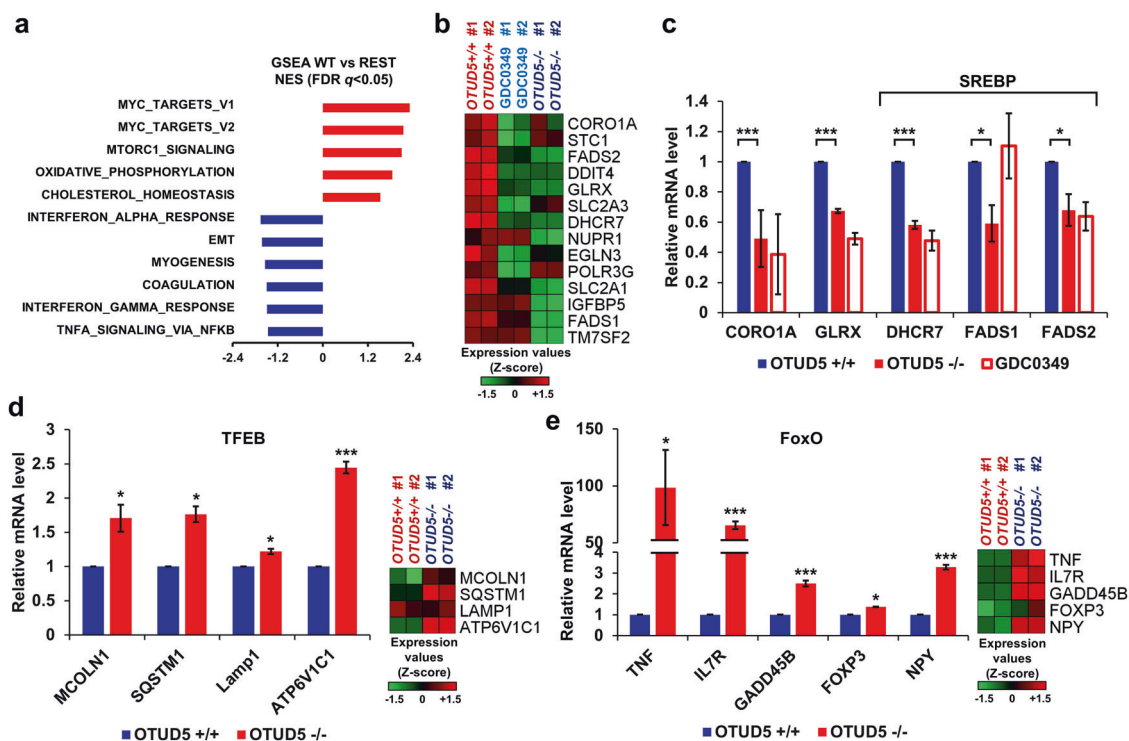 a
GSEA WT vs REST
NES (FDR q<0.05)
MYC_TARGETS_V1
MYC_TARGETS_V2
MTORC1_SIGNALING
OXIDATIVE_PHOSPHORYLATION
CHOLESTEROL_HOMEOSTASIS
INTERFERON_ALPHA_RESPONSE
EMT
MYOGENESIS
COAGULATION
INTERFERON_GAMMA_RESPONSE
TNFA_SIGNALING_VIA_NFKB
-2.4 -1.2 0 1.2 2.4
b
OTUD5+/+ #1
OTUD5+/+ #2
GDC0349 #1
GDC0349 #2
OTUD5-/- #1
OTUD5-/- #2
CORO1A
STC1
FADS2
DDIT4
GLRX
SLC2A3
DHCR7
NUPR1
EGLN3
POLR3G
SLC2A1
IGFBP5
FADS1
TM7SF2
Expression values
(Z-score)
-1.5 0 +1.5
c
SREBP
Relative mRNA level
1.4
1.2
1
0.8
0.6
0.4
0.2
0
*** *** *** * *
CORO1A GLRX DHCR7 FADS1 FADS2
OTUD5 +/+ OTUD5 -/- GDC0349
d
TFEB
Relative mRNA level
3
2.5
2
1.5
1
0.5
0
* * * ***
MCOLN1 SQSTM1 Lamp1 ATP6V1C1
OTUD5 +/+ OTUD5 -/-
OTUD5+/+ #1
OTUD5+/+ #2
OTUD5-/- #1
OTUD5-/- #2
MCOLN1
SQSTM1
LAMP1
ATP6V1C1
Expression
values
(Z-score)
-1.5 0 +1.5
e
FoxO
Relative mRNA level
150
100
50
4
3
2
1
0
* *** *** * ***
TNF IL7R GADD45B FOXP3 NPY
OTUD5 +/+ OTUD5 -/-
OTUD5+/+ #1
OTUD5+/+ #2
OTUD5-/- #1
OTUD5-/- #2
TNF
IL7R
GADD45B
FOXP3
NPY
Expression
values
(Z-score)
-1.5 0 +1.5